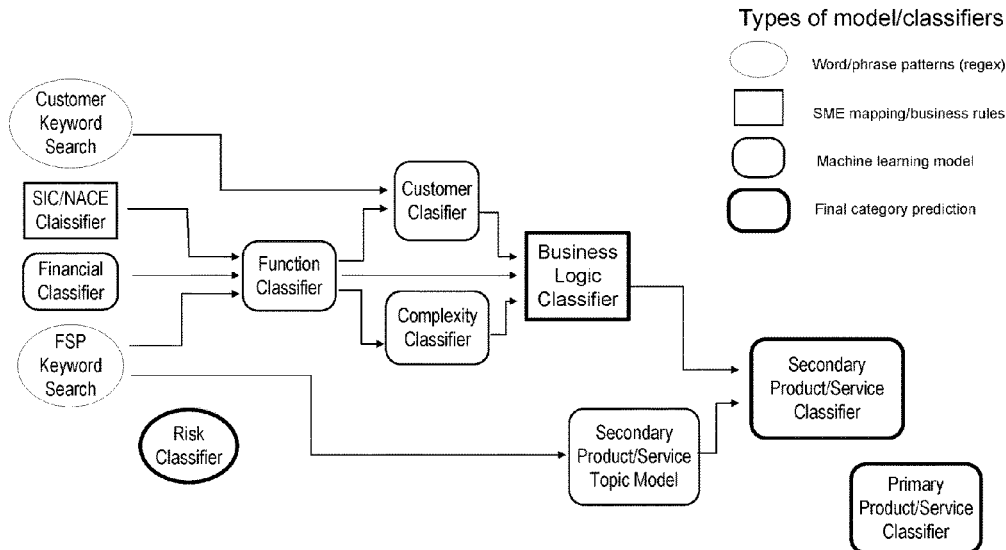 Types of model/classifiers
Word/phrase patterns (regex)
SME mapping/business rules
Machine learning model
Final category prediction
Customer
Keyword
Search
SIC/NACE
Claissifier
Financial
Classifier
FSP
Keyword
Search
Risk
Classifier
Function
Classifier
Customer
Clasifier
Complexity
Classifier
Business
Logic
Classifier
Secondary
Product/Service
Topic Model
Secondary
Product/Service
Classifier
Primary
Product/Service
Classifier